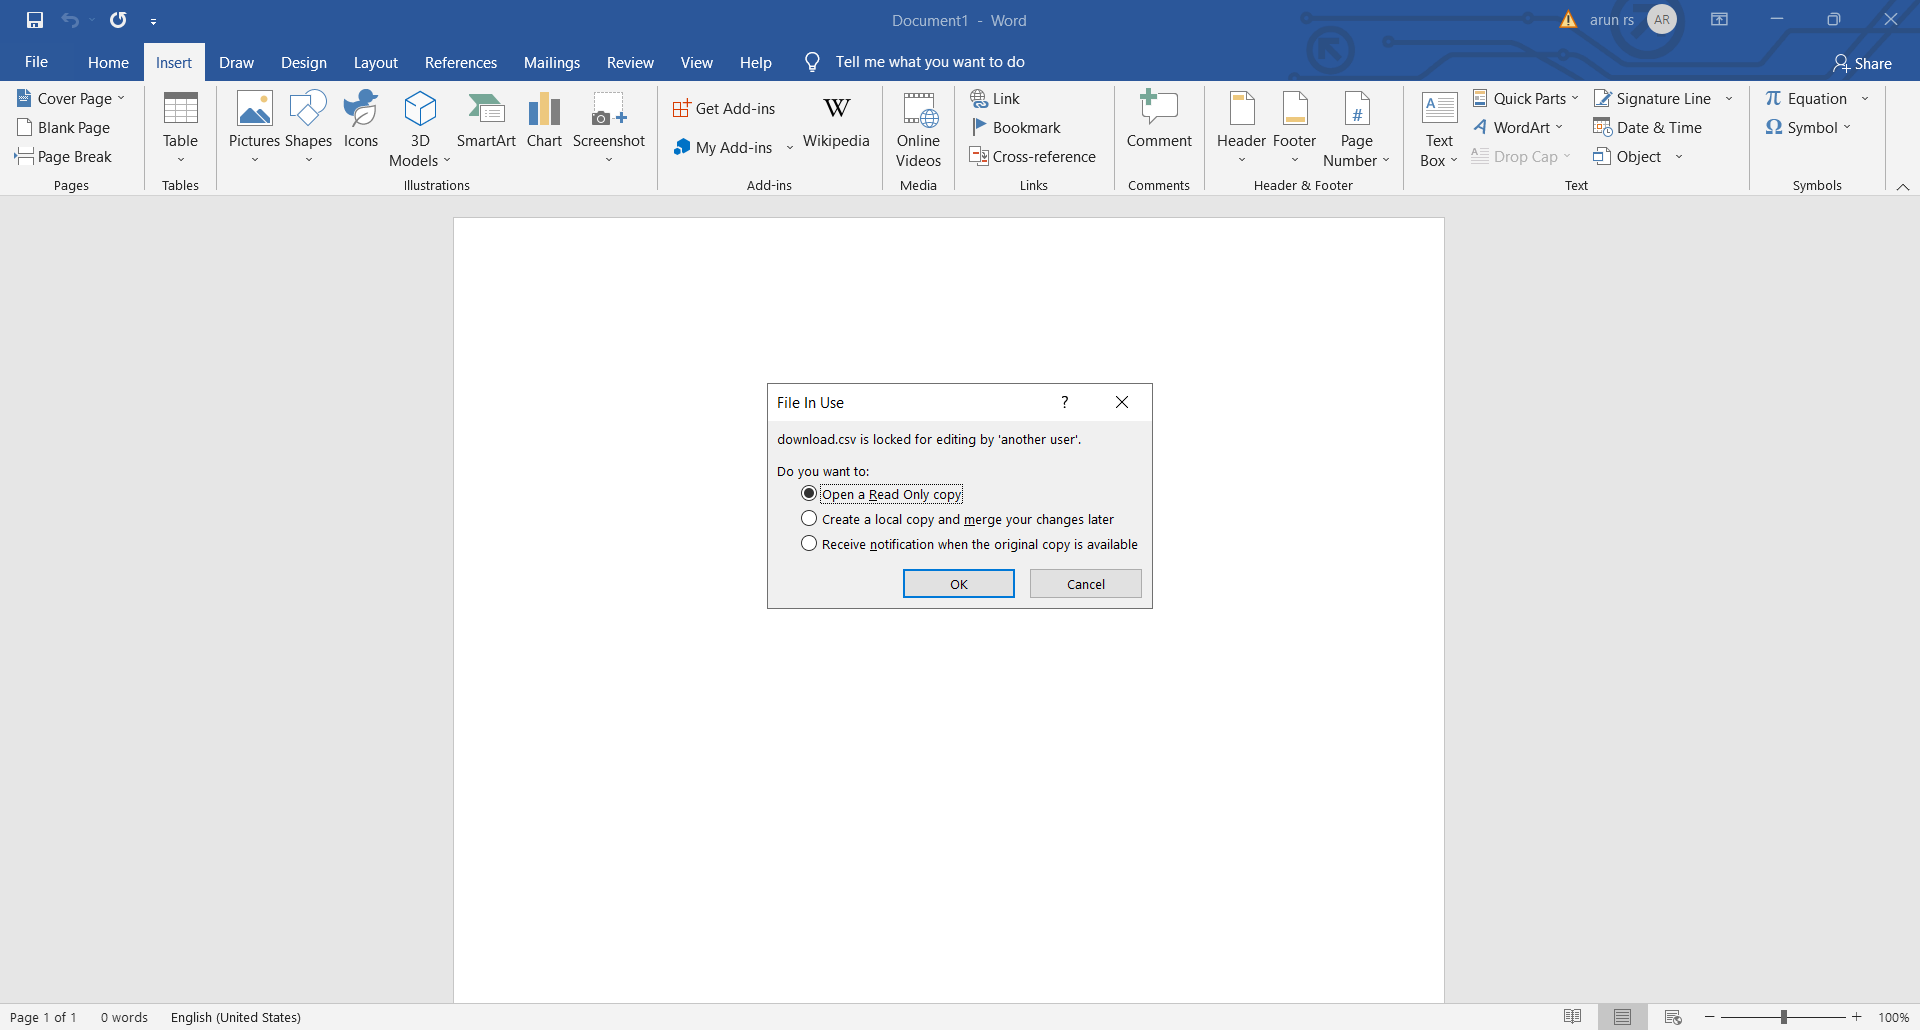 Document1 - Word
arun rs
AR
File
Home
Insert
Draw
Design
Layout
References
Mailings
Review
View
Help
Tell me what you want to do
Share
Cover Page
Blank Page
Page Break
Pages
Table
Tables
Pictures
Shapes
Icons
3D
Models
SmartArt
Chart
Screenshot
Illustrations
Get Add-ins
My Add-ins
W
Wikipedia
Add-ins
Online
Videos
Media
Link
Bookmark
Cross-reference
Links
Comment
Comments
Header
Footer
Page
Number
Header & Footer
Text
Box
Quick Parts
WordArt
Drop Cap
Signature Line
Date & Time
Object
Text
Equation
Symbol
Symbols
File In Use
download.csv is locked for editing by 'another user'.
Do you want to:
Open a Read Only copy
Create a local copy and merge your changes later
Receive notification when the original copy is available
OK
Cancel
Page 1 of 1
0 words
English (United States)
100%